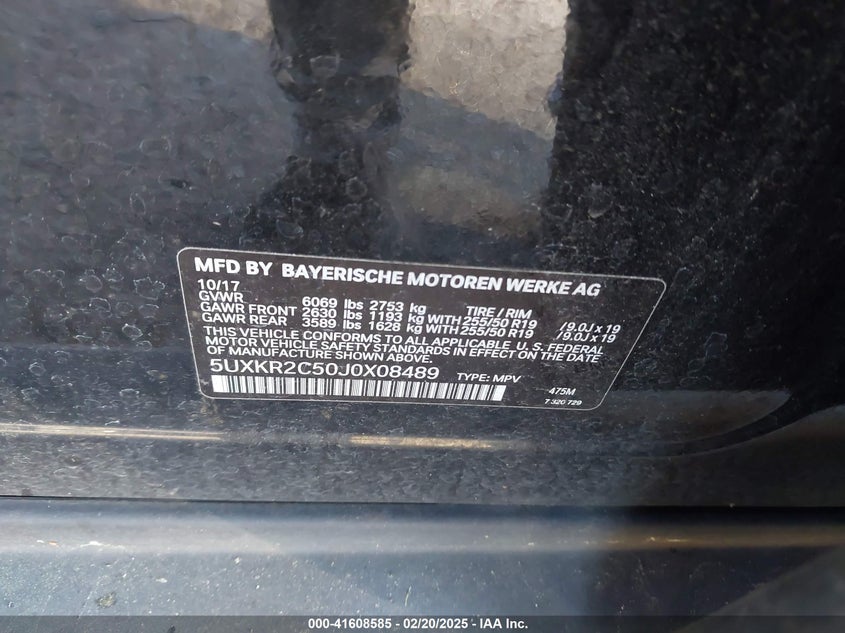 MFD BY BAYERISCHE MOTOREN WERKE AG
10/17
GVWR 6069 lbs 2753 kg TIRE / RIM
GAWR FRONT 2630 lbs 1193 kg WITH 255/50 R19 /9.0J x 19
GAWR REAR 3589 lbs 1628 kg WITH 255/50 R19 /9.0J x 19
THIS VEHICLE CONFORMS TO ALL APPLICABLE U. S. FEDERAL
MOTOR VEHICLE SAFETY STANDARDS IN EFFECT ON THE
DATE OF MANUFACTURE SHOWN ABOVE.
5UXKR2C50J0X08489 TYPE: MPV 475M
7 320 729
000-41608585 / 02/20/2025 / IAA Inc.